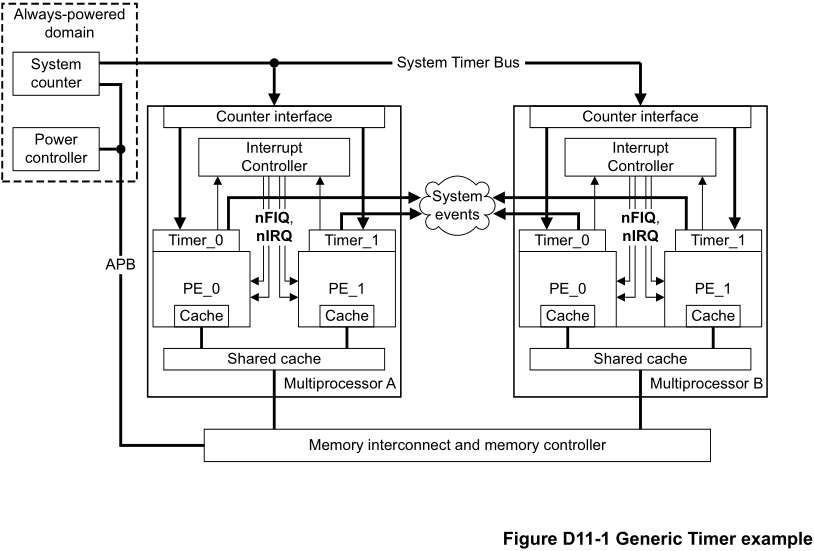 Always-powered
domain
System
counter
Power
controller
System Timer Bus
APB
Counter interface
Interrupt
Controller
nFIQ,
nIRQ
Timer_0
Timer_1
PE_0
PE_1
Cache
Cache
Shared cache
Multiprocessor A
System
events
Counter interface
Interrupt
Controller
nFIQ,
nIRQ
Timer_0
Timer_1
PE_0
PE_1
Cache
Cache
Shared cache
Multiprocessor B
Memory interconnect and memory controller
Figure D11-1 Generic Timer example